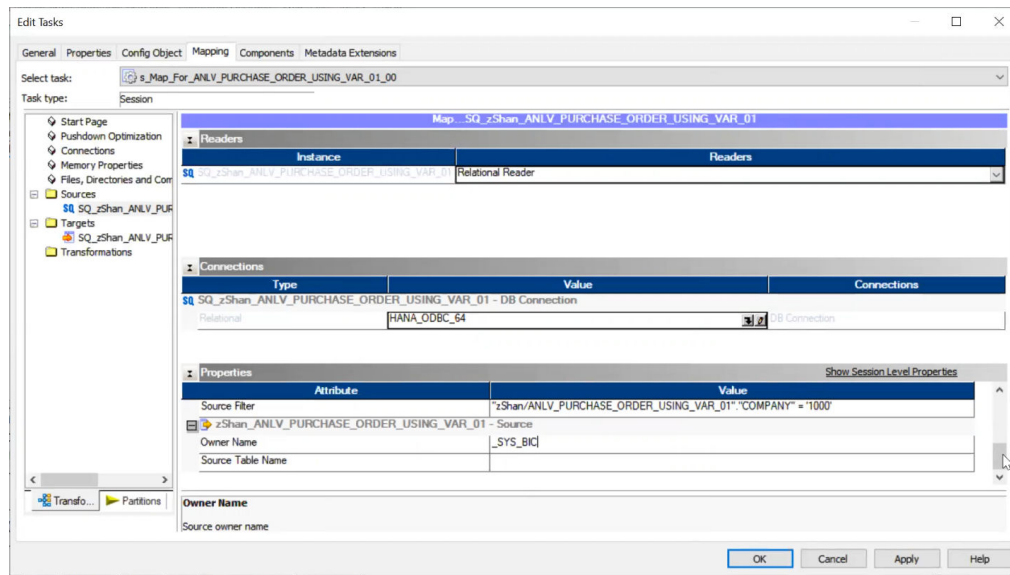 Edit Tasks
General Properties Config Object Mapping Components Metadata Extensions
Select task: s_Map_For_ANLV_PURCHASE_ORDER_USING_VAR_01_00
Task type: Session
Start Page
Pushdown Optimization
Connections
Memory Properties
Files, Directories and Com
Sources
SQ SQ_zShan_ANLV_PUR
Targets
SQ_zShan_ANLV_PUR
Transformations
Transfo... Partitions
Map...SQ_zShan_ANLV_PURCHASE_ORDER_USING_VAR_01
Readers
Instance Readers
SQ SQ_zShan_ANLV_PURCHASE_ORDER_USING_VAR_01 Relational Reader
Connections
Type Value Connections
SQ SQ_zShan_ANLV_PURCHASE_ORDER_USING_VAR_01 - DB Connection
Relational HANA_ODBC_64 DB Connection
Properties Show Session Level Properties
Attribute Value
Source Filter "zShan/ANLV_PURCHASE_ORDER_USING_VAR_01"."COMPANY" = '1000'
zShan_ANLV_PURCHASE_ORDER_USING_VAR_01 - Source
Owner Name _SYS_BIC
Source Table Name
Owner Name
Source owner name
OK Cancel Apply Help